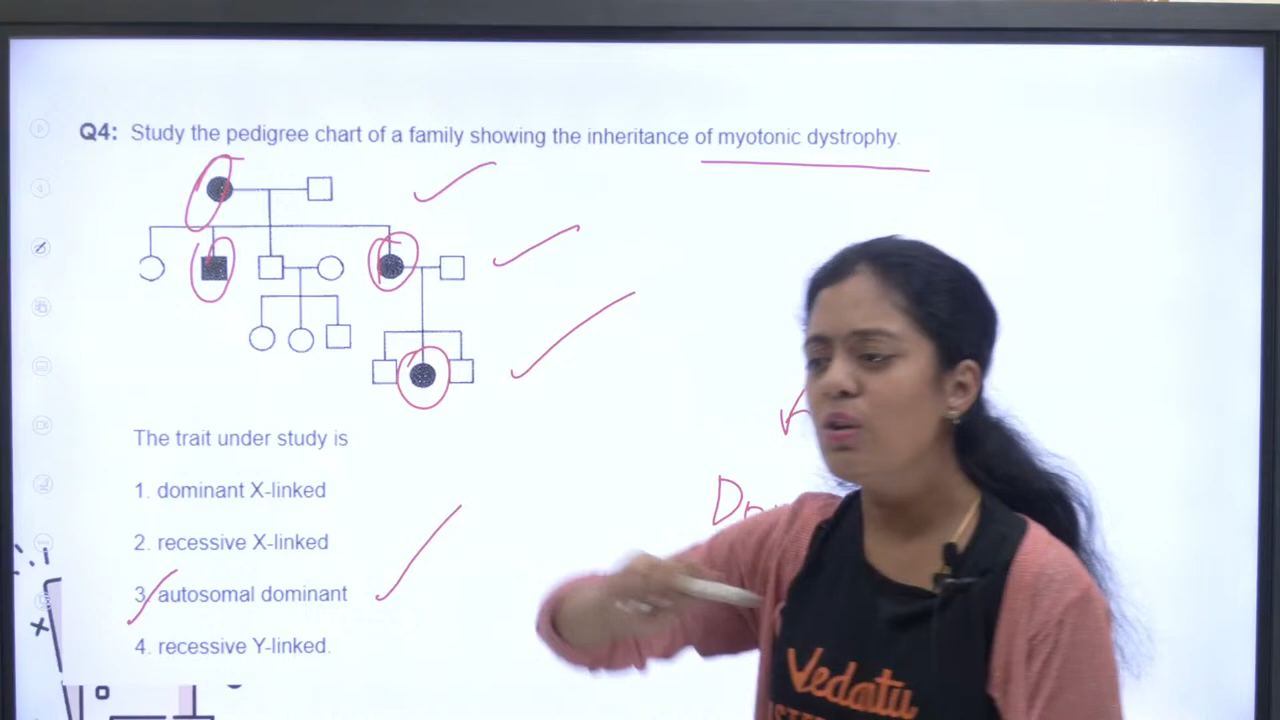 Q4: Study the pedigree chart of a family showing the inheritance of myotonic dystrophy.
The trait under study is
1. dominant X-linked
2. recessive X-linked
3. autosomal dominant
4. recessive Y-linked.
Vedantu